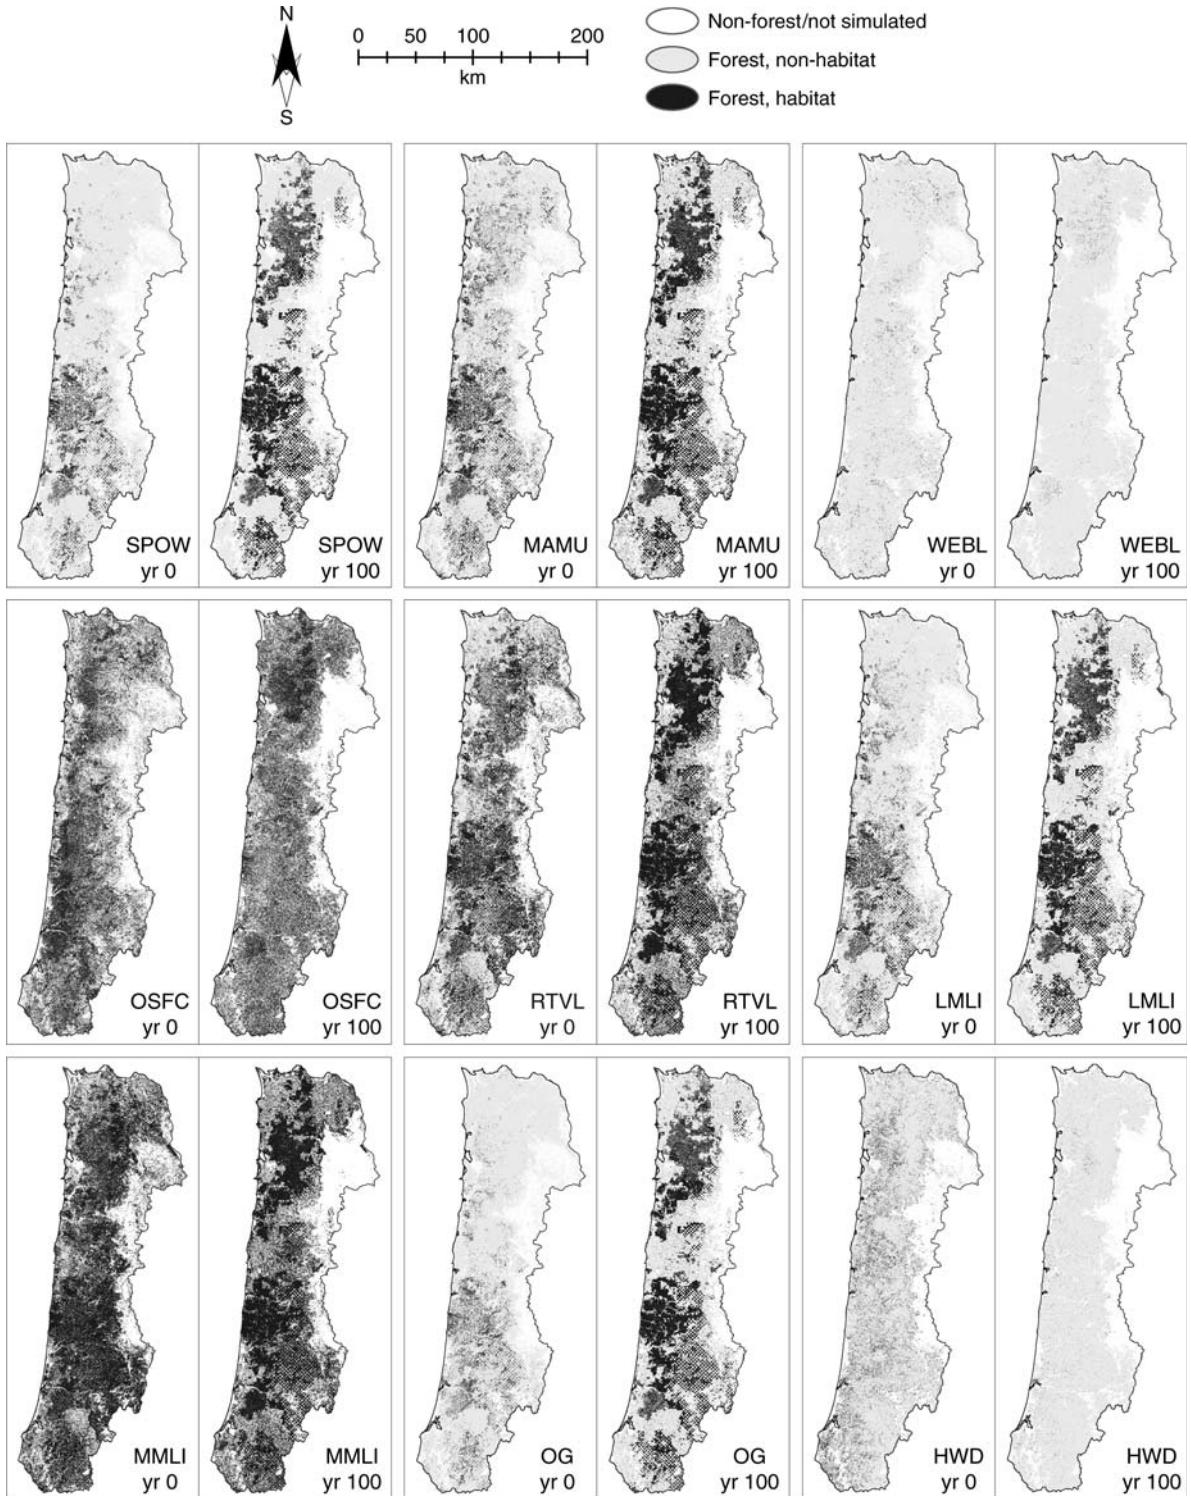 N
S
0 50 100 200
km
Non-forest/not simulated
Forest, non-habitat
Forest, habitat
SPOW
yr 0
SPOW
yr 100
MAMU
yr 0
MAMU
yr 100
WEBL
yr 0
WEBL
yr 100
OSFC
yr 0
OSFC
yr 100
RTVL
yr 0
RTVL
yr 100
LMLI
yr 0
LMLI
yr 100
MMLI
yr 0
MMLI
yr 100
OG
yr 0
OG
yr 100
HWD
yr 0
HWD
yr 100